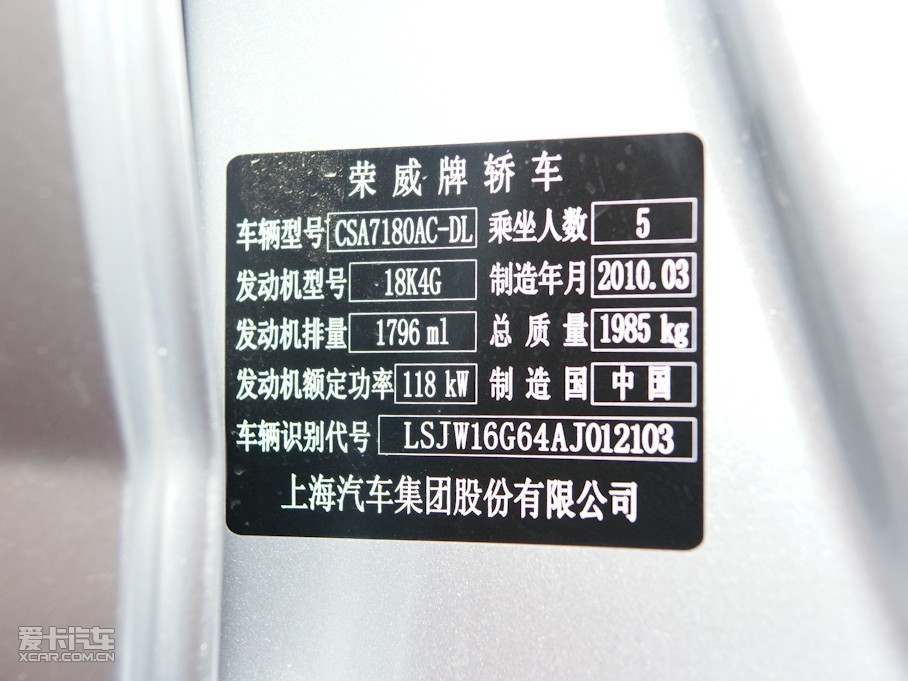 荣威牌轿车
车辆型号 CSA7180AC-DL 乘坐人数 5
发动机型号 18K4G 制造年月 2010.03
发动机排量 1796 ml 总质量 1985 kg
发动机额定功率 118 kW 制造国 中国
车辆识别代号 LSJW16G64AJ012103
上海汽车集团股份有限公司
爱卡汽车
XCAR.COM.CN